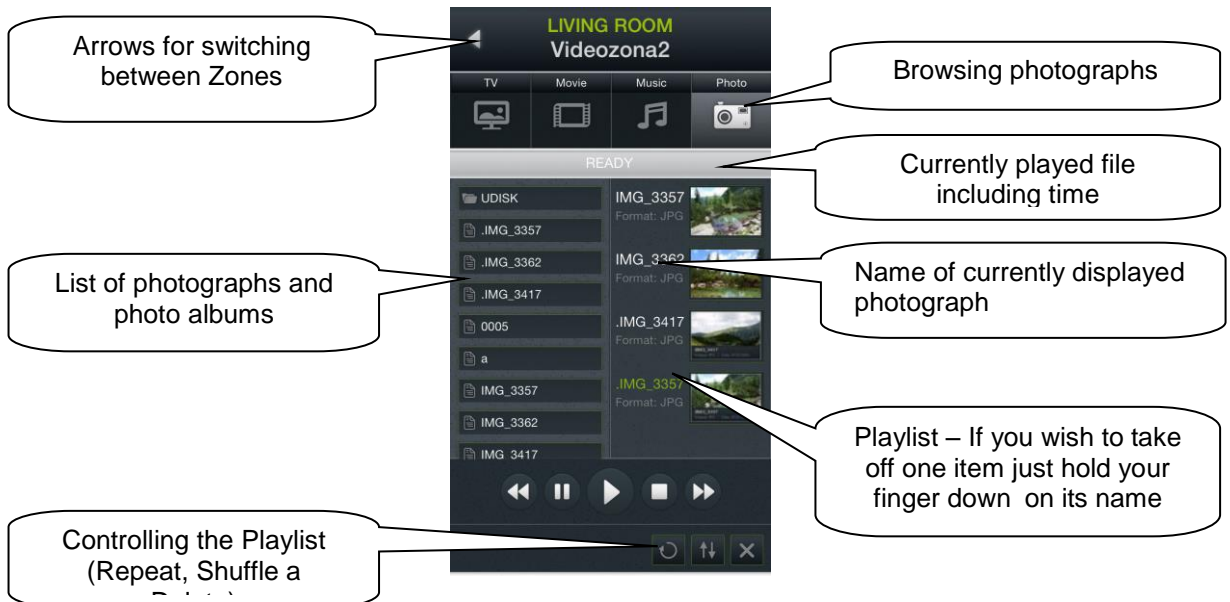 Arrows for switching
between Zones
LIVING ROOM
Videozona2
TV Movie Music Photo
READY
Browsing photographs
Currently played file
including time
UDISK
.IMG_3357
.IMG_3362
.IMG_3417
0005
a
IMG_3357
IMG_3362
IMG_3417
IMG_3357
Format: JPG
IMG_3362
Format: JPG
.IMG_3417
Format: JPG
.IMG_3357
Format: JPG
List of photographs and
photo albums
Name of currently displayed
photograph
Playlist – If you wish to take
off one item just hold your
finger down on its name
Controlling the Playlist
(Repeat, Shuffle a